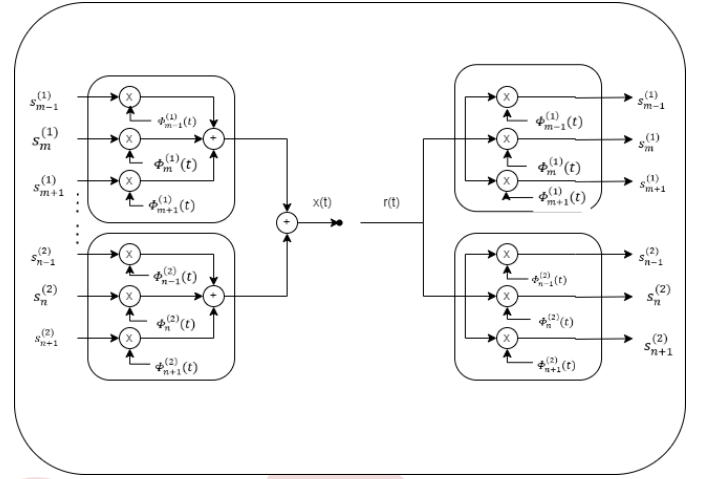 s_{m-1}^{(1)}
X
Φ_{m-1}^{(1)}(t)
s_m^{(1)}
X
+
Φ_m^{(1)}(t)
s_{m+1}^{(1)}
X
Φ_{m+1}^{(1)}(t)
s_{n-1}^{(2)}
X
Φ_{n-1}^{(2)}(t)
s_n^{(2)}
X
+
Φ_n^{(2)}(t)
s_{n+1}^{(2)}
X
Φ_{n+1}^{(2)}(t)
+
x(t)
r(t)
X
s_{m-1}^{(1)}
Φ_{m-1}^{(1)}(t)
X
s_m^{(1)}
Φ_m^{(1)}(t)
X
s_{m+1}^{(1)}
Φ_{m+1}^{(1)}(t)
X
s_{n-1}^{(2)}
Φ_{n-1}^{(2)}(t)
X
s_n^{(2)}
Φ_n^{(2)}(t)
X
s_{n+1}^{(2)}
Φ_{n+1}^{(2)}(t)